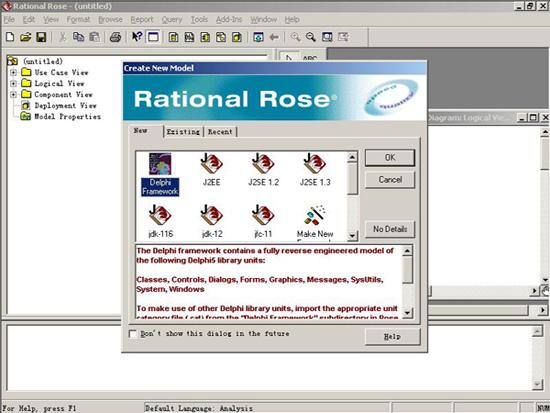 Rational Rose - (untitled)
File Edit View Format Browse Report Query Tools Add-Ins Window Help
(untitled)
Use Case View
Logical View
Component View
Deployment View
Model Properties
ABC
Create New Model
Rational Rose®
speed
quality
New Existing Recent
Delphi Framework
J2EE
J2SE 1.2
J2SE 1.3
jdk-116
jdk-12
jfc-11
Make New
OK
Cancel
No Details
The Delphi framework contains a fully reverse engineered model of
the following Delphi5 library units:
Classes, Controls, Dialogs, Forms, Graphics, Messages, SysUtils,
System, Windows
To make use of other Delphi library units, import the appropriate unit
category file (.cat) from the "Delphi Framework" subdirectory in Rose
Don't show this dialog in the future
Help
Diagram: Logical Vie...
For Help, press F1
Default Language: Analysis
NUM